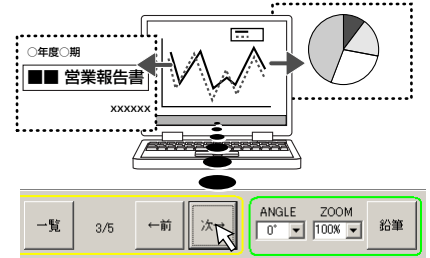 ○年度○期
■■ 営業報告書
xxxxxx
一覧 3/5 ←前 次→
ANGLE ZOOM
0° 100% 鉛筆